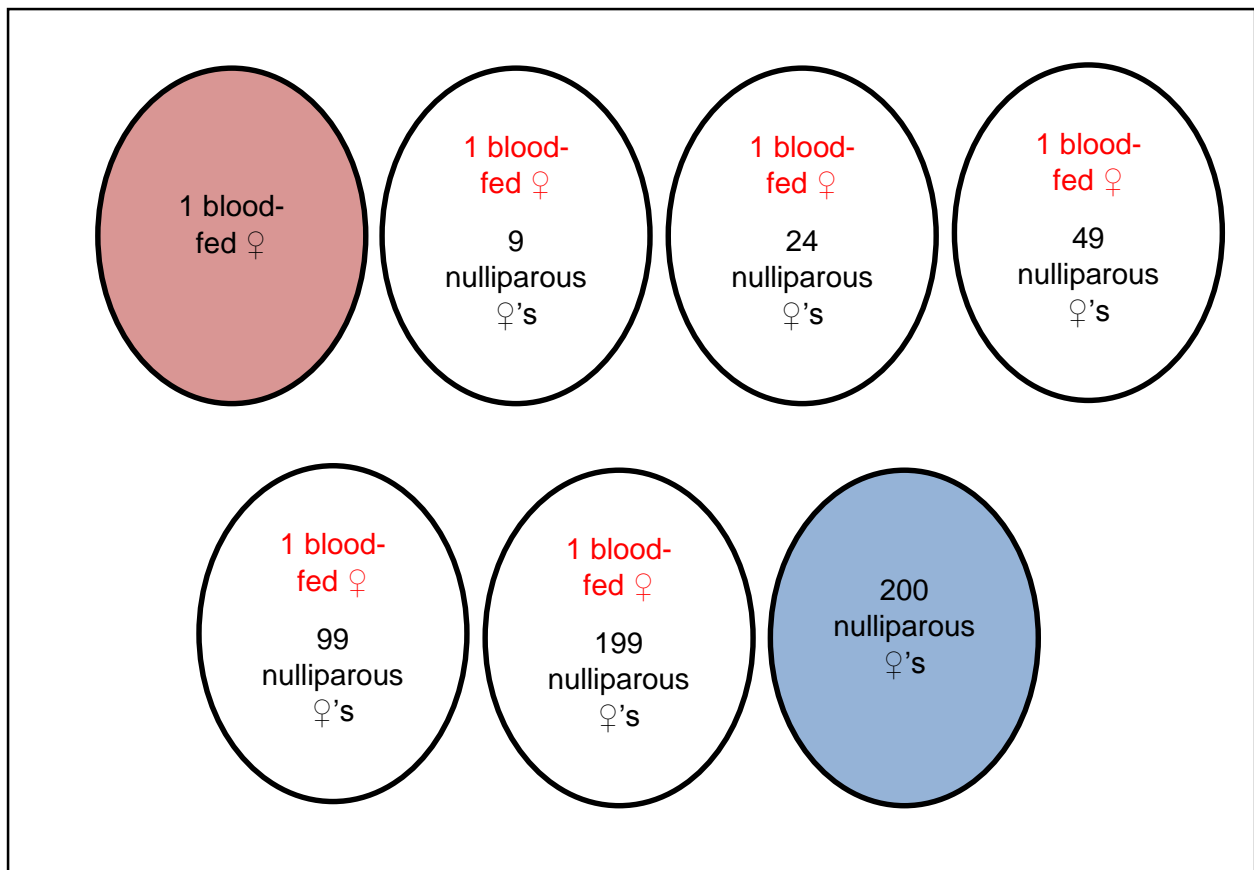 1 blood-
fed ♀
1 blood-
fed ♀
9
nulliparous
♀'s
1 blood-
fed ♀
24
nulliparous
♀'s
1 blood-
fed ♀
49
nulliparous
♀'s
1 blood-
fed ♀
99
nulliparous
♀'s
1 blood-
fed ♀
199
nulliparous
♀'s
200
nulliparous
♀'s